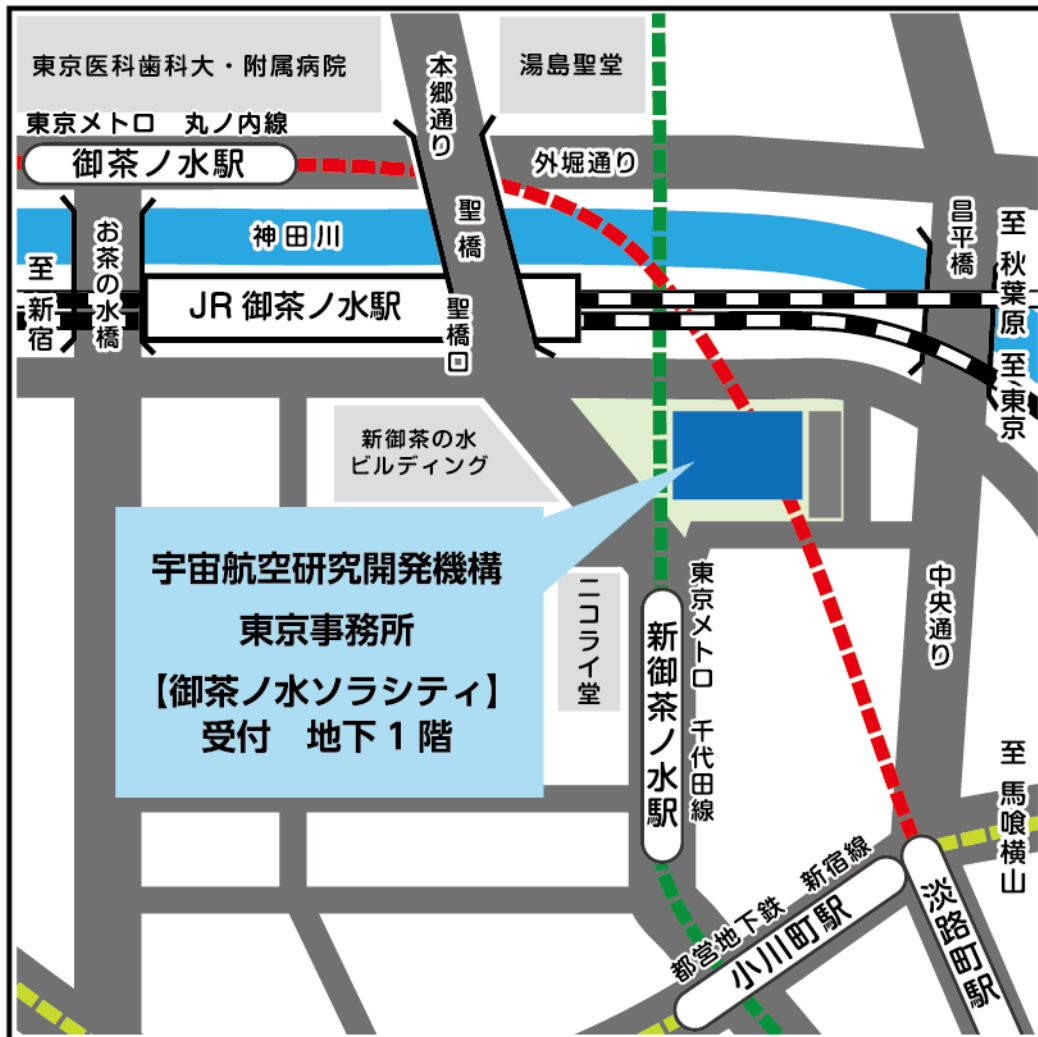 東京医科歯科大・附属病院
本郷通り
湯島聖堂
東京メトロ 丸ノ内線
御茶ノ水駅
外堀通り
聖橋
昌平橋
至 秋葉原
お茶の水橋
神田川
至 新宿
JR 御茶ノ水駅
聖橋口
至東京
新御茶の水
ビルディング
宇宙航空研究開発機構
東京事務所
【御茶ノ水ソラシティ】
受付 地下1階
ニコライ堂
新御茶ノ水駅
東京メトロ 千代田線
中央通り
至 馬喰横山
都営地下鉄 新宿線
小川町駅
淡路町駅